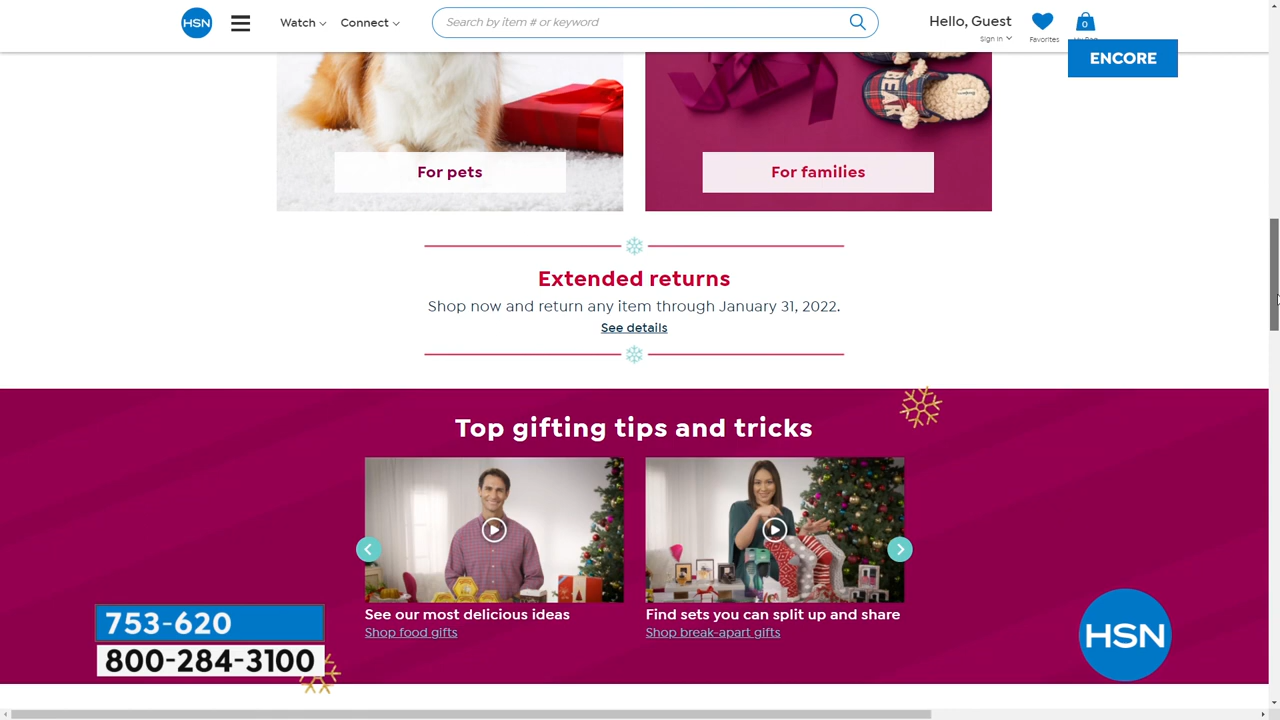 HSN
Watch
Connect
Search by item # or keyword
Hello, Guest
Sign In
Favorites
0
ENCORE
BEAR
For pets
For families
Extended returns
Shop now and return any item through January 31, 2022.
See details
Top gifting tips and tricks
See our most delicious ideas
Shop food gifts
Find sets you can split up and share
Shop break-apart gifts
753-620
800-284-3100
HSN